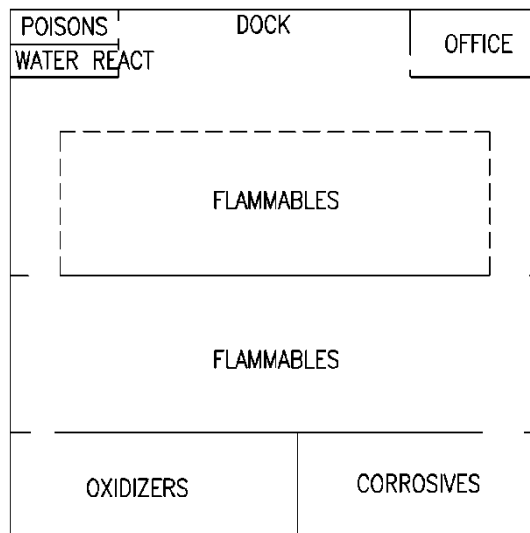 POISONS
DOCK
OFFICE
WATER REACT
FLAMMABLES
FLAMMABLES
OXIDIZERS
CORROSIVES